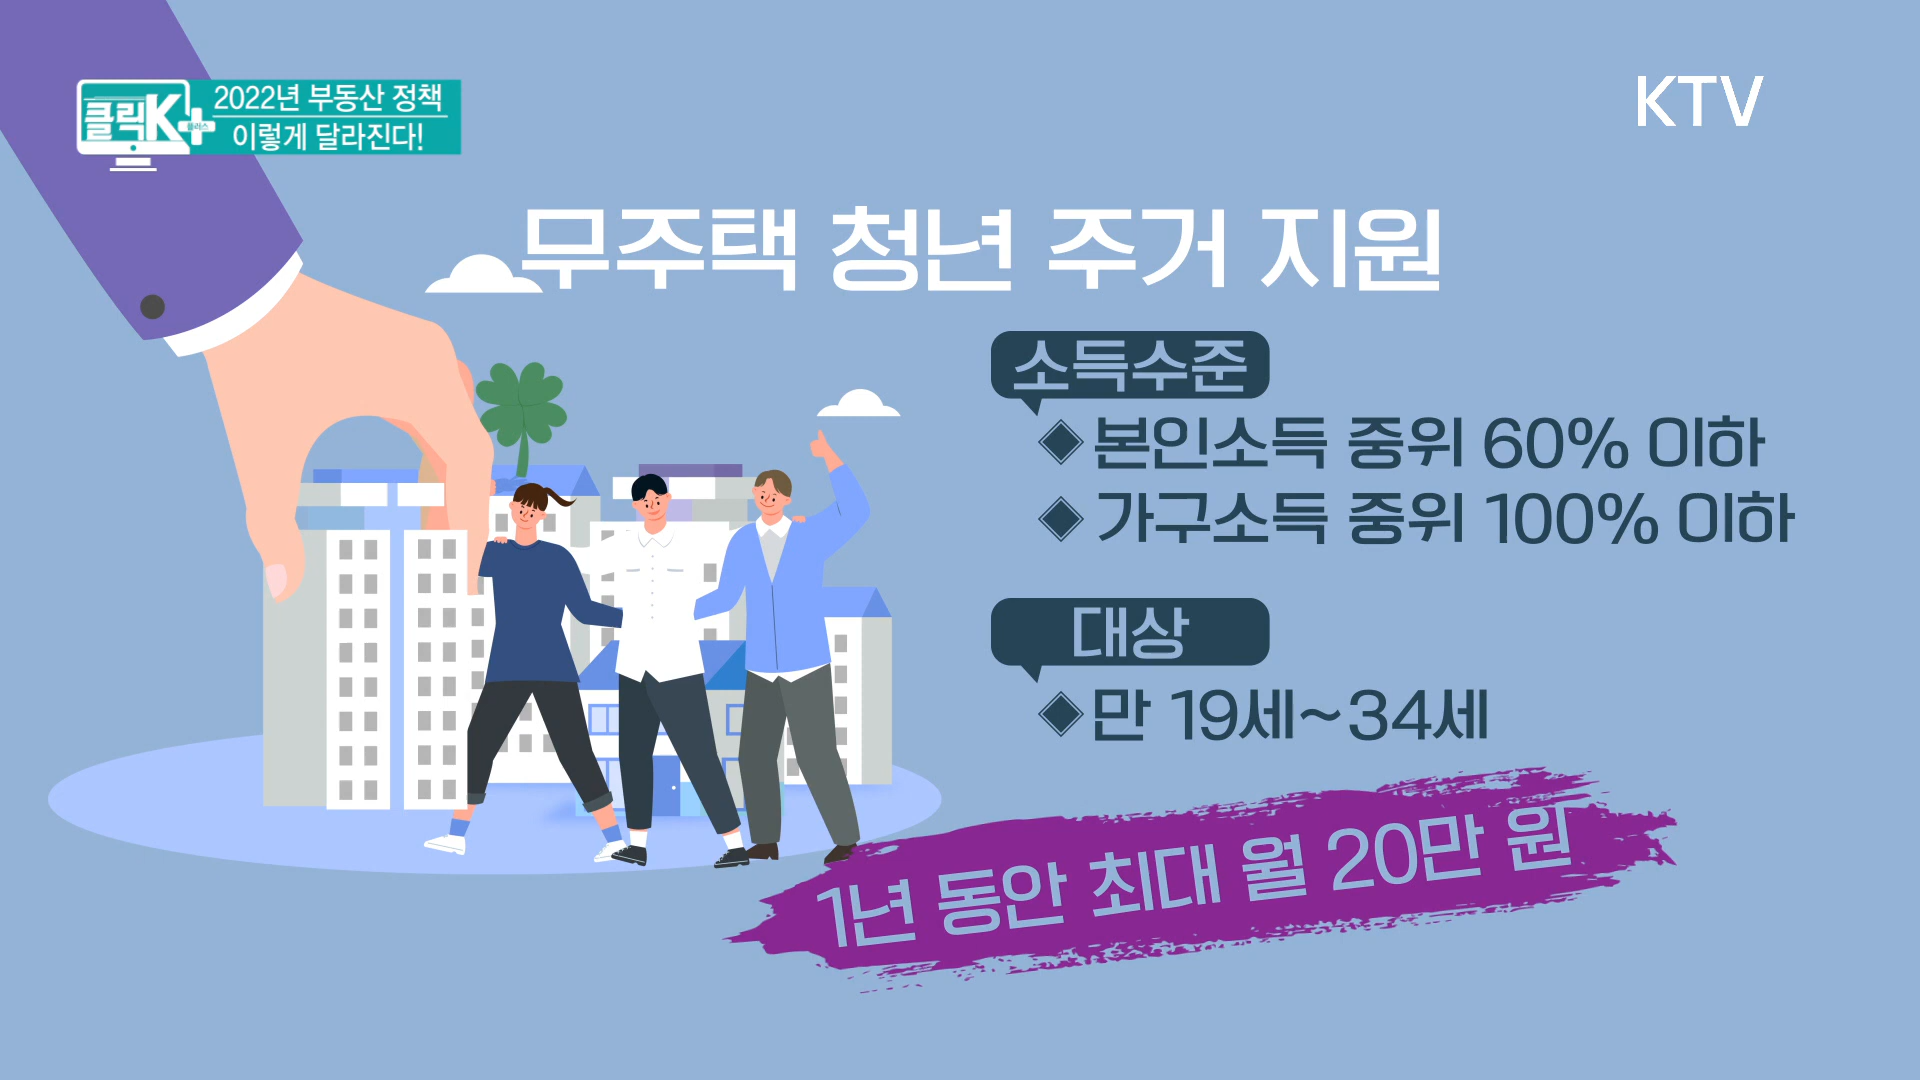 클릭K+
플러스
2022년 부동산 정책
이렇게 달라진다!
KTV
무주택 청년 주거 지원
소득수준
◈ 본인소득 중위 60% 이하
◈ 가구소득 중위 100% 이하
대상
◈ 만 19세~34세
1년 동안 최대 월 20만 원